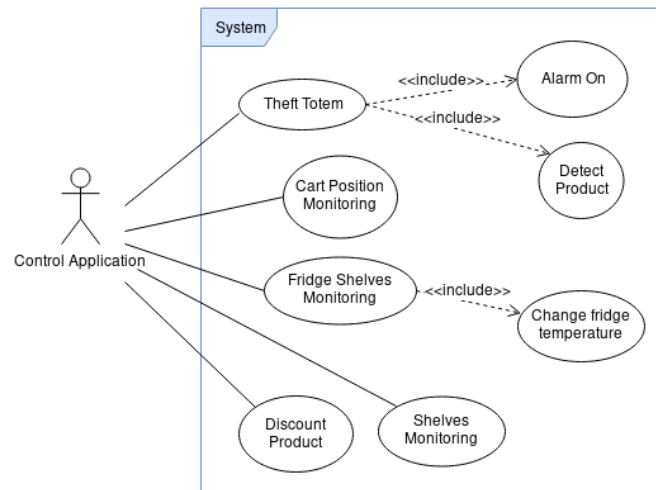 System
<<include>>
Alarm On
Theft Totem
<<include>>
Detect
Product
Cart Position
Monitoring
Control Application
Fridge Shelves
Monitoring
<<include>>
Change fridge
temperature
Discount
Product
Shelves
Monitoring